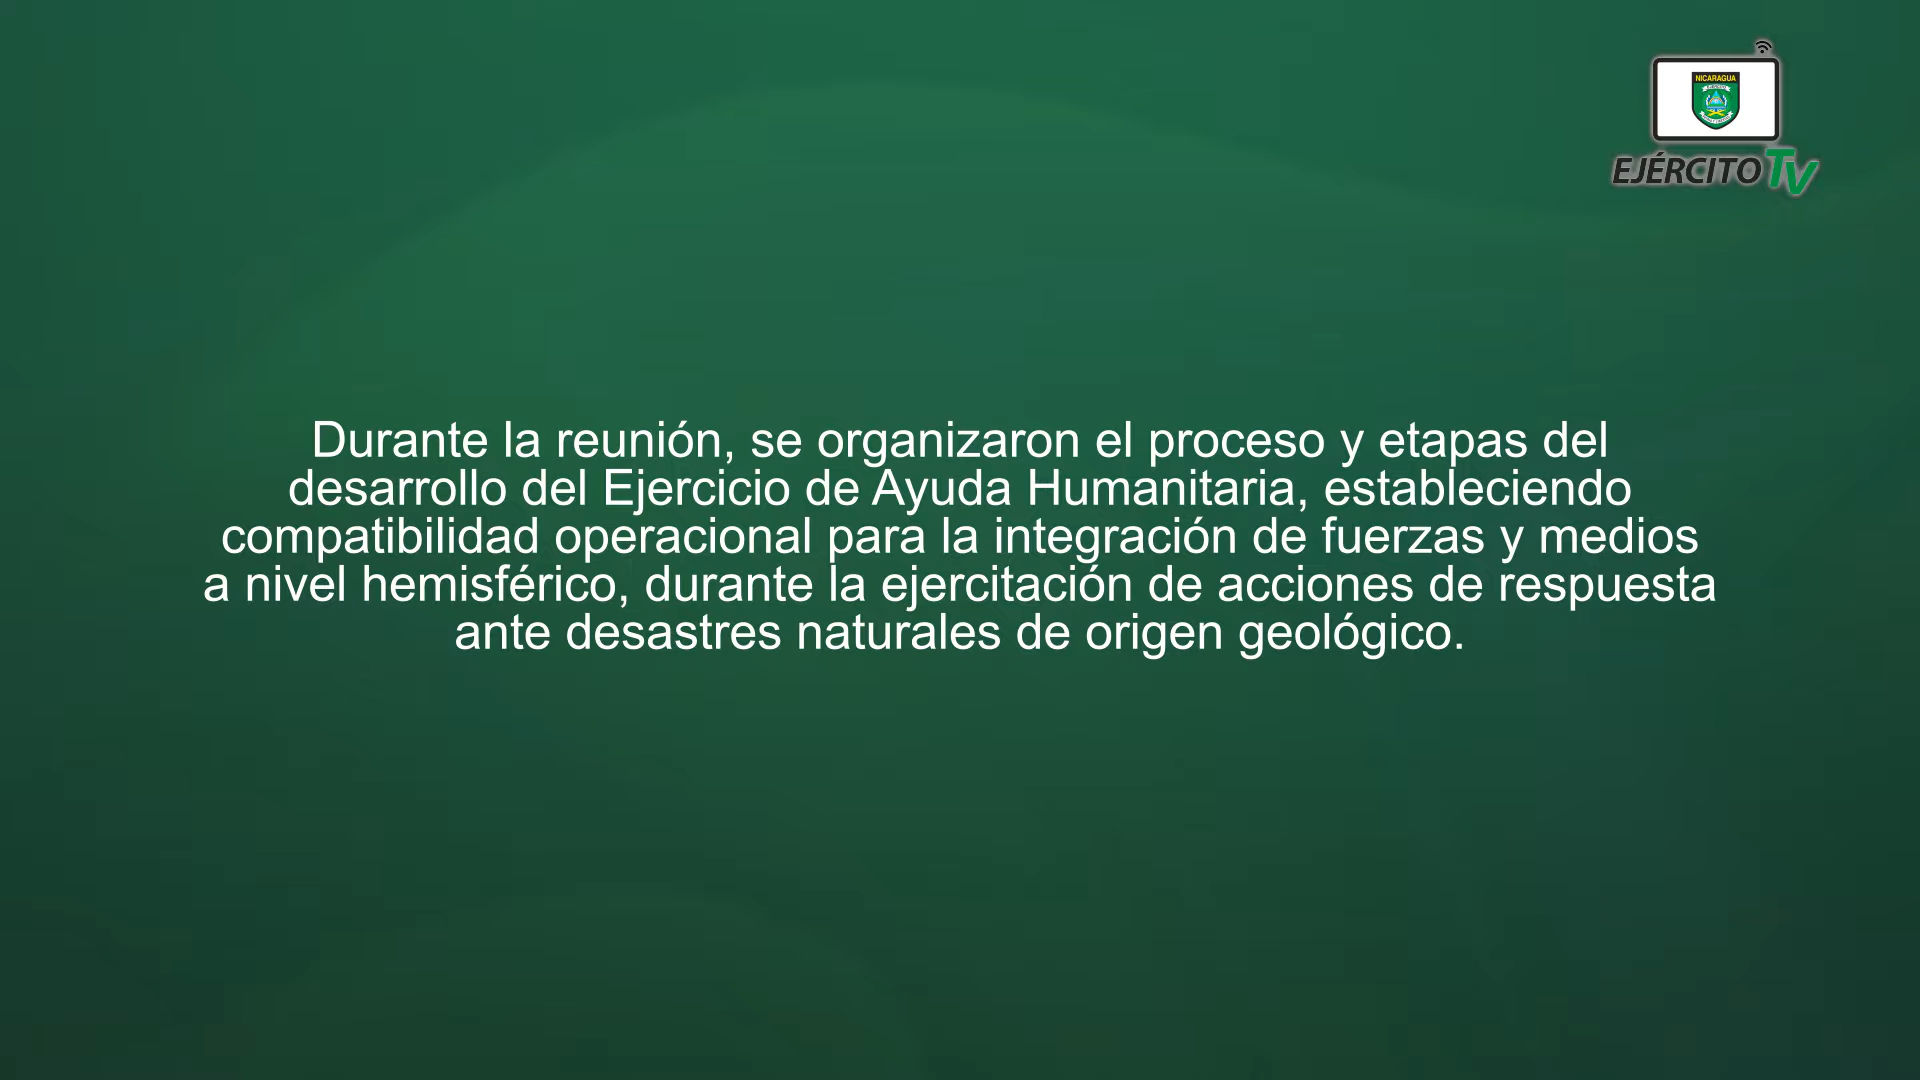 NICARAGUA
EJÉRCITO TV
Durante la reunión, se organizaron el proceso y etapas del
desarrollo del Ejercicio de Ayuda Humanitaria, estableciendo
compatibilidad operacional para la integración de fuerzas y medios
a nivel hemisférico, durante la ejercitación de acciones de respuesta
ante desastres naturales de origen geológico.